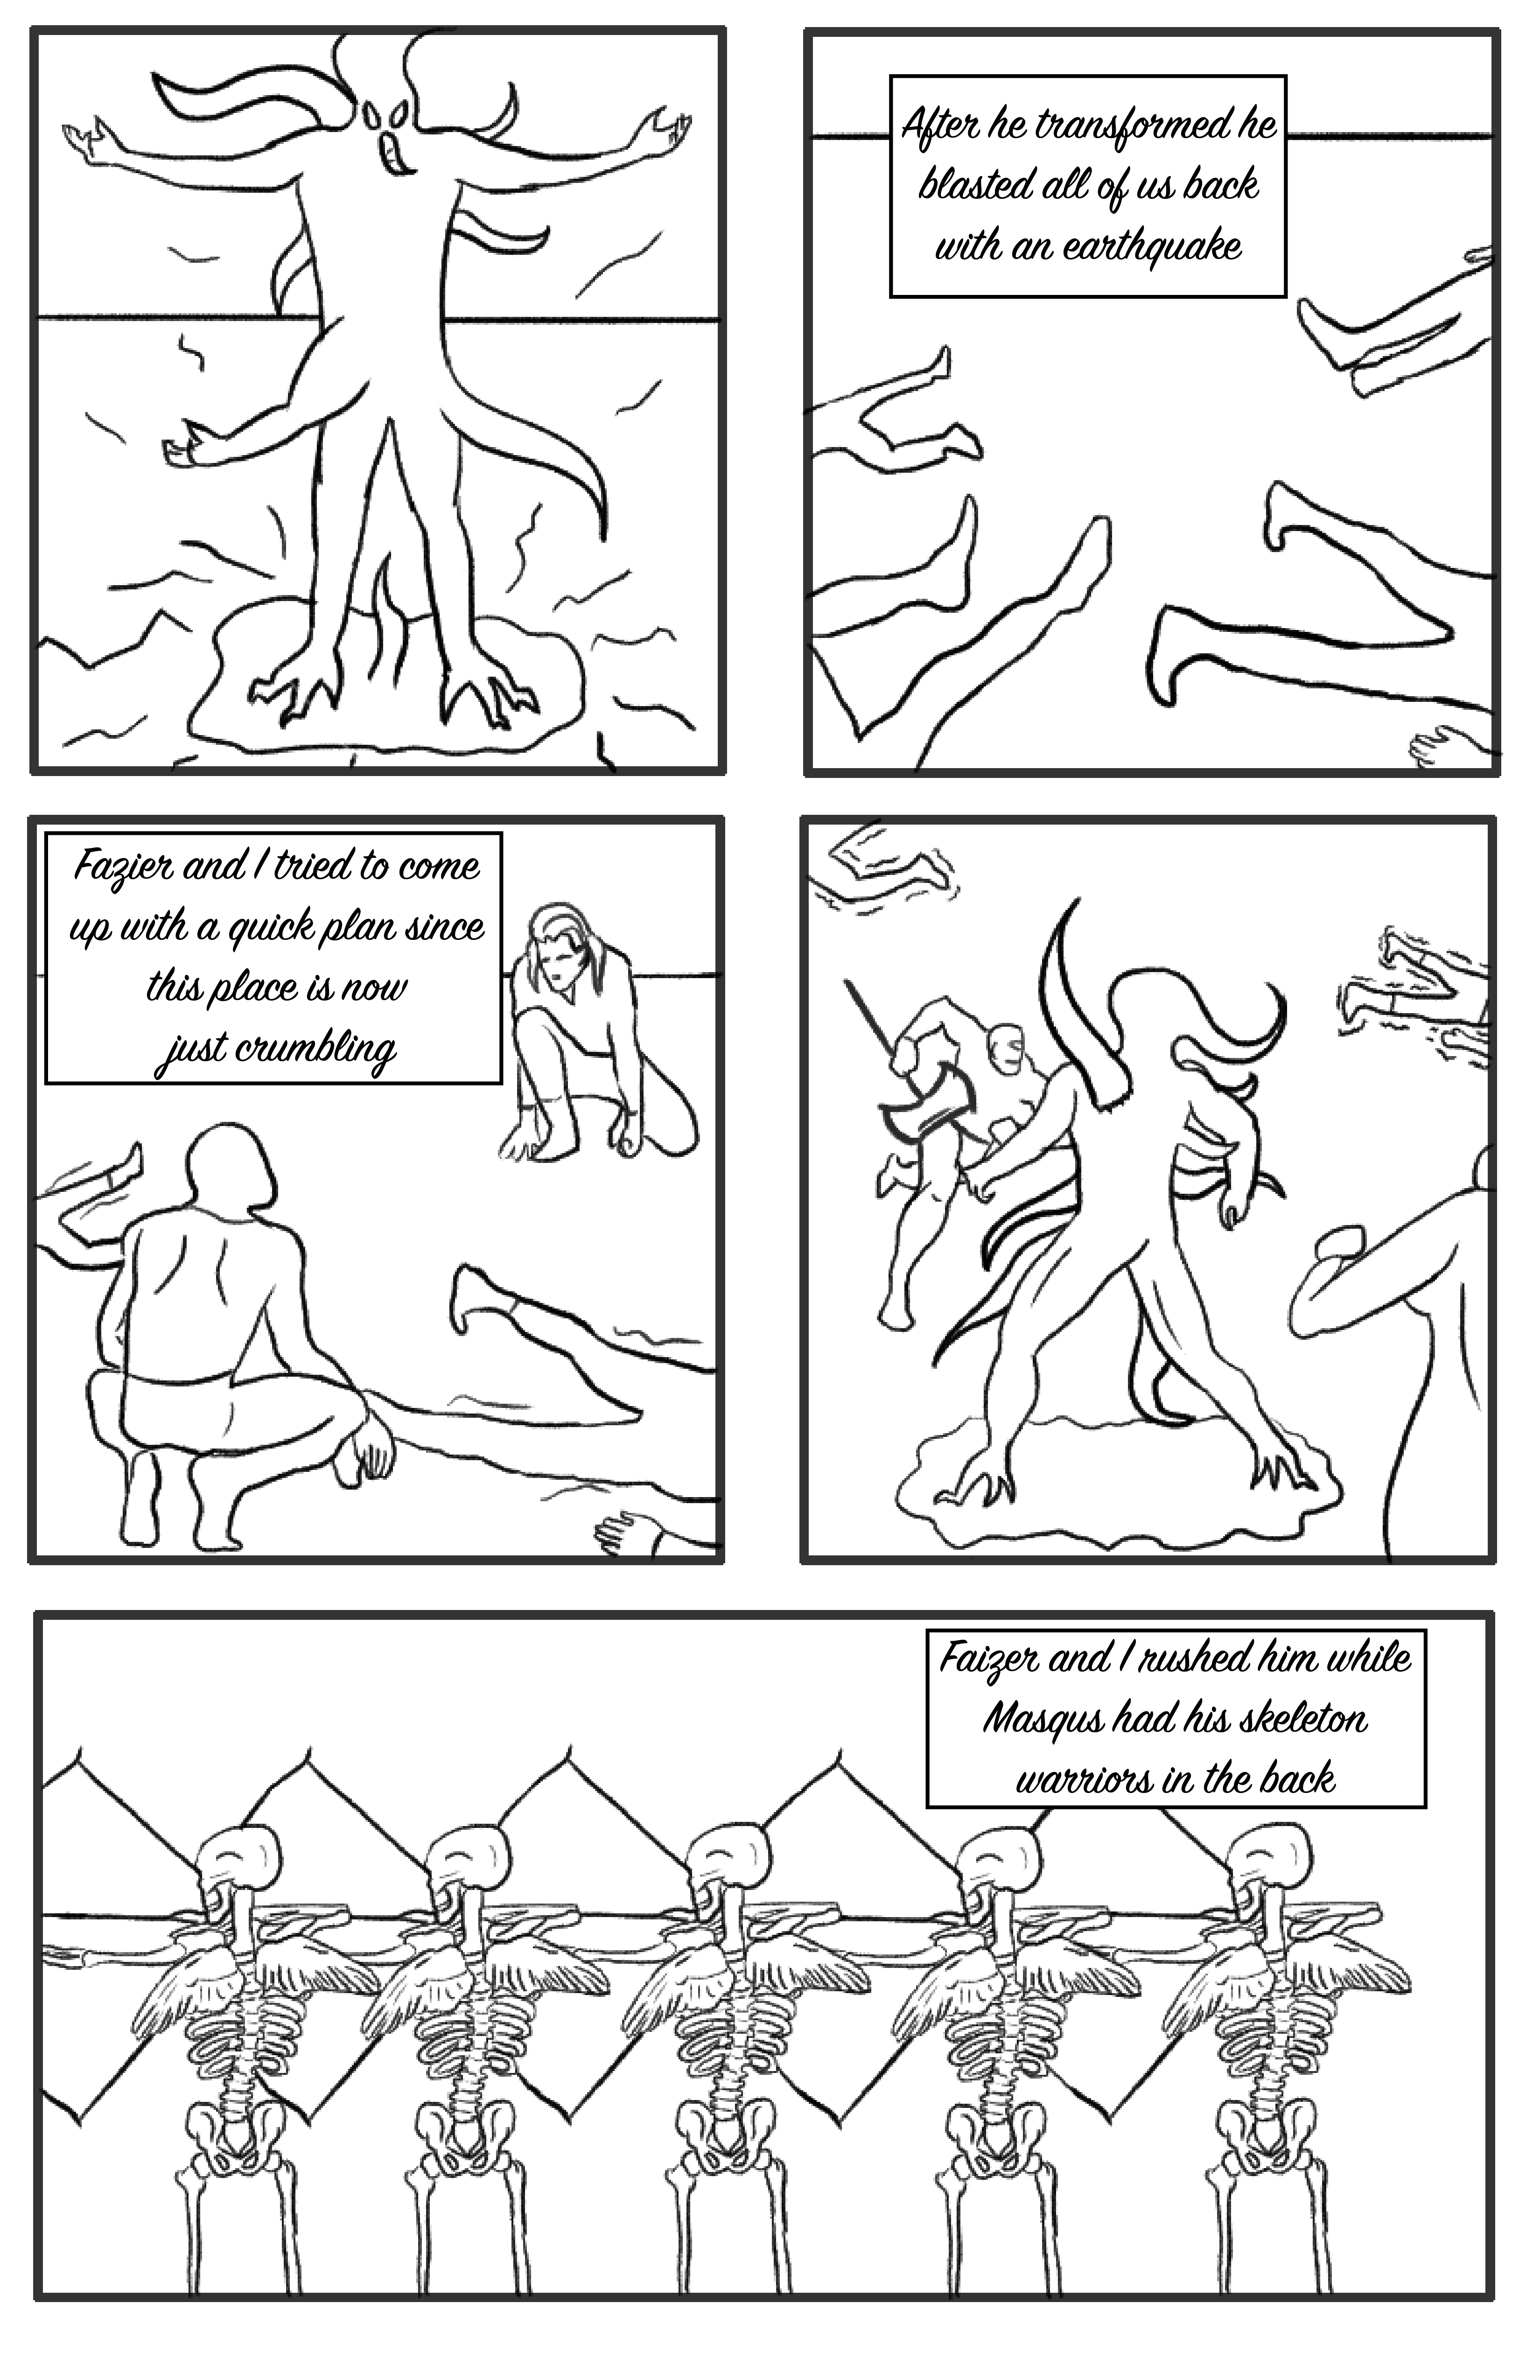 After he transformed he
blasted all of us back
with an earthquake
Fazier and I tried to come
up with a quick plan since
this place is now
just crumbling
Faizer and I rushed him while
Masqus had his skeleton
warriors in the back